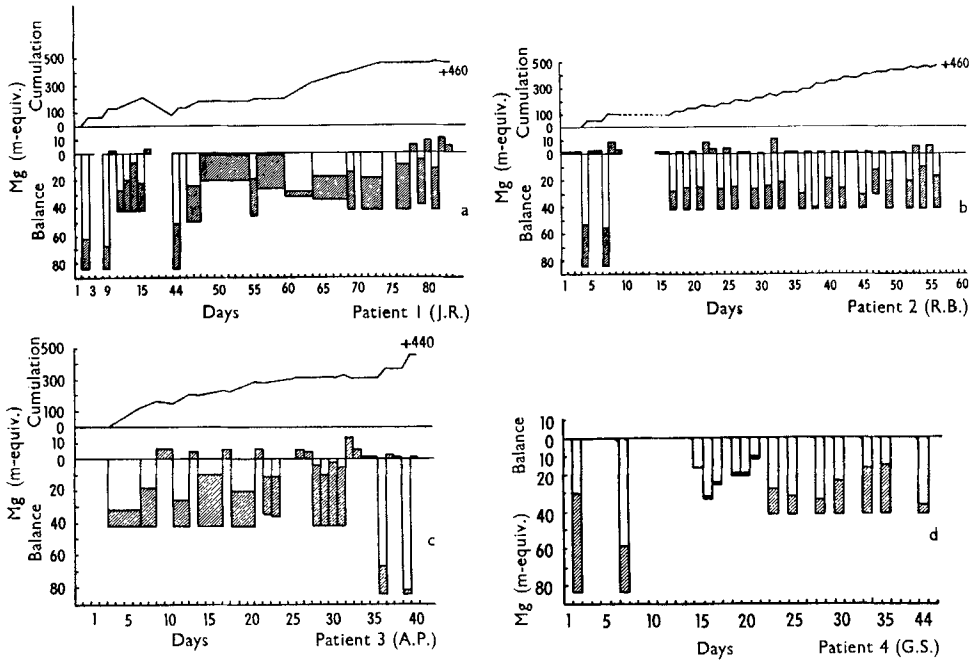 Mg (m-equiv.)
Balance Cumulation
500
300
100
0
+460
10
0
20
40
60
80
a
1 3 9 15 44 50 55 60 65 70 75 80
Days Patient 1 (J.R.)
Mg (m-equiv.)
Balance Cumulation
500
300
100
0
+460
10
0
20
40
60
80
b
1 5 10 15 20 25 30 35 40 45 50 55 60
Days Patient 2 (R.B.)
Mg (m-equiv.)
Balance Cumulation
500
300
100
0
+440
10
0
20
40
60
80
c
1 5 10 15 20 25 30 35 40
Days Patient 3 (A.P.)
Mg (m-equiv.) Balance
10
0
10
20
40
60
80
d
1 5 10 15 20 25 30 35 44
Days Patient 4 (G.S.)